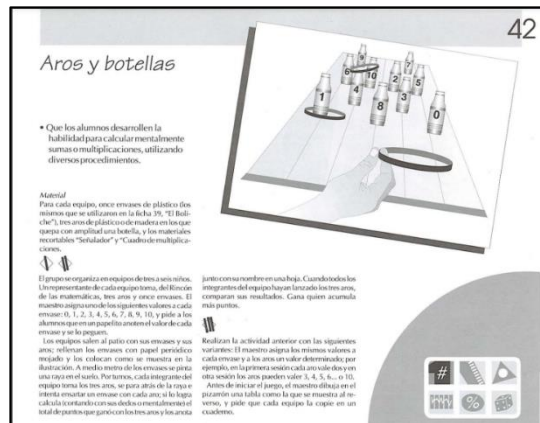 42
Aros y botellas
9
7
6
10
2
5
1
4
3
8
0
• Que los alumnos desarrollen la
habilidad para calcular mentalmente
sumas o multiplicaciones, utilizando
diversos procedimientos.
Material
Para cada equipo, once envases de plástico (los
mismos que se utilizaron en la ficha 39, "El Boli-
che"), tres aros de plástico o de madera en los que
quepa con amplitud una botella, y los materiales
recortables "Señalador" y "Cuadro de multiplica-
ciones.
El grupo se organiza en equipos de tres a seis niños.
Un representante de cada equipo toma, del Rincón
de las matemáticas, tres aros y once envases. El
maestro asigna uno de los siguientes valores a cada
envase: 0, 1, 2, 3, 4, 5, 6, 7, 8, 9, 10, y pide a los
alumnos que en un papelito anoten el valor de cada
envase y se lo peguen.
Los equipos salen al patio con sus envases y sus
aros; rellenan los envases con papel periódico
mojado y los colocan como se muestra en la
ilustración. A medio metro de los envases se pinta
una raya en el suelo. Por turnos, cada integrante del
equipo toma los tres aros, se para atrás de la raya e
intenta ensartar un envase con cada aro; si lo logra
calcula (contando con sus dedos o mentalmente) el
total de puntos que ganó con los tres aros y los anota
junto con su nombre en una hoja. Cuando todos los
integrantes del equipo hayan lanzado los tres aros,
comparan sus resultados. Gana quien acumula
más puntos.
Realizan la actividad anterior con las siguientes
variantes: El maestro asigna los mismos valores a
cada envase y a los aros un valor determinado; por
ejemplo, en la primera sesión cada aro vale dos y en
otra sesión los aros pueden valer 3, 4, 5, 6... o 10.
Antes de iniciar el juego, el maestro dibuja en el
pizarrón una tabla como la que se muestra al re-
verso, y pide que cada equipo la copie en un
cuaderno.
#
%